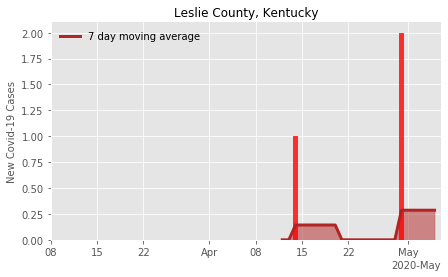 Leslie County, Kentucky
7 day moving average
New Covid-19 Cases
2.00
1.75
1.50
1.25
1.00
0.75
0.50
0.25
0.00
08 15 22 Apr 08 15 22 May
2020-May